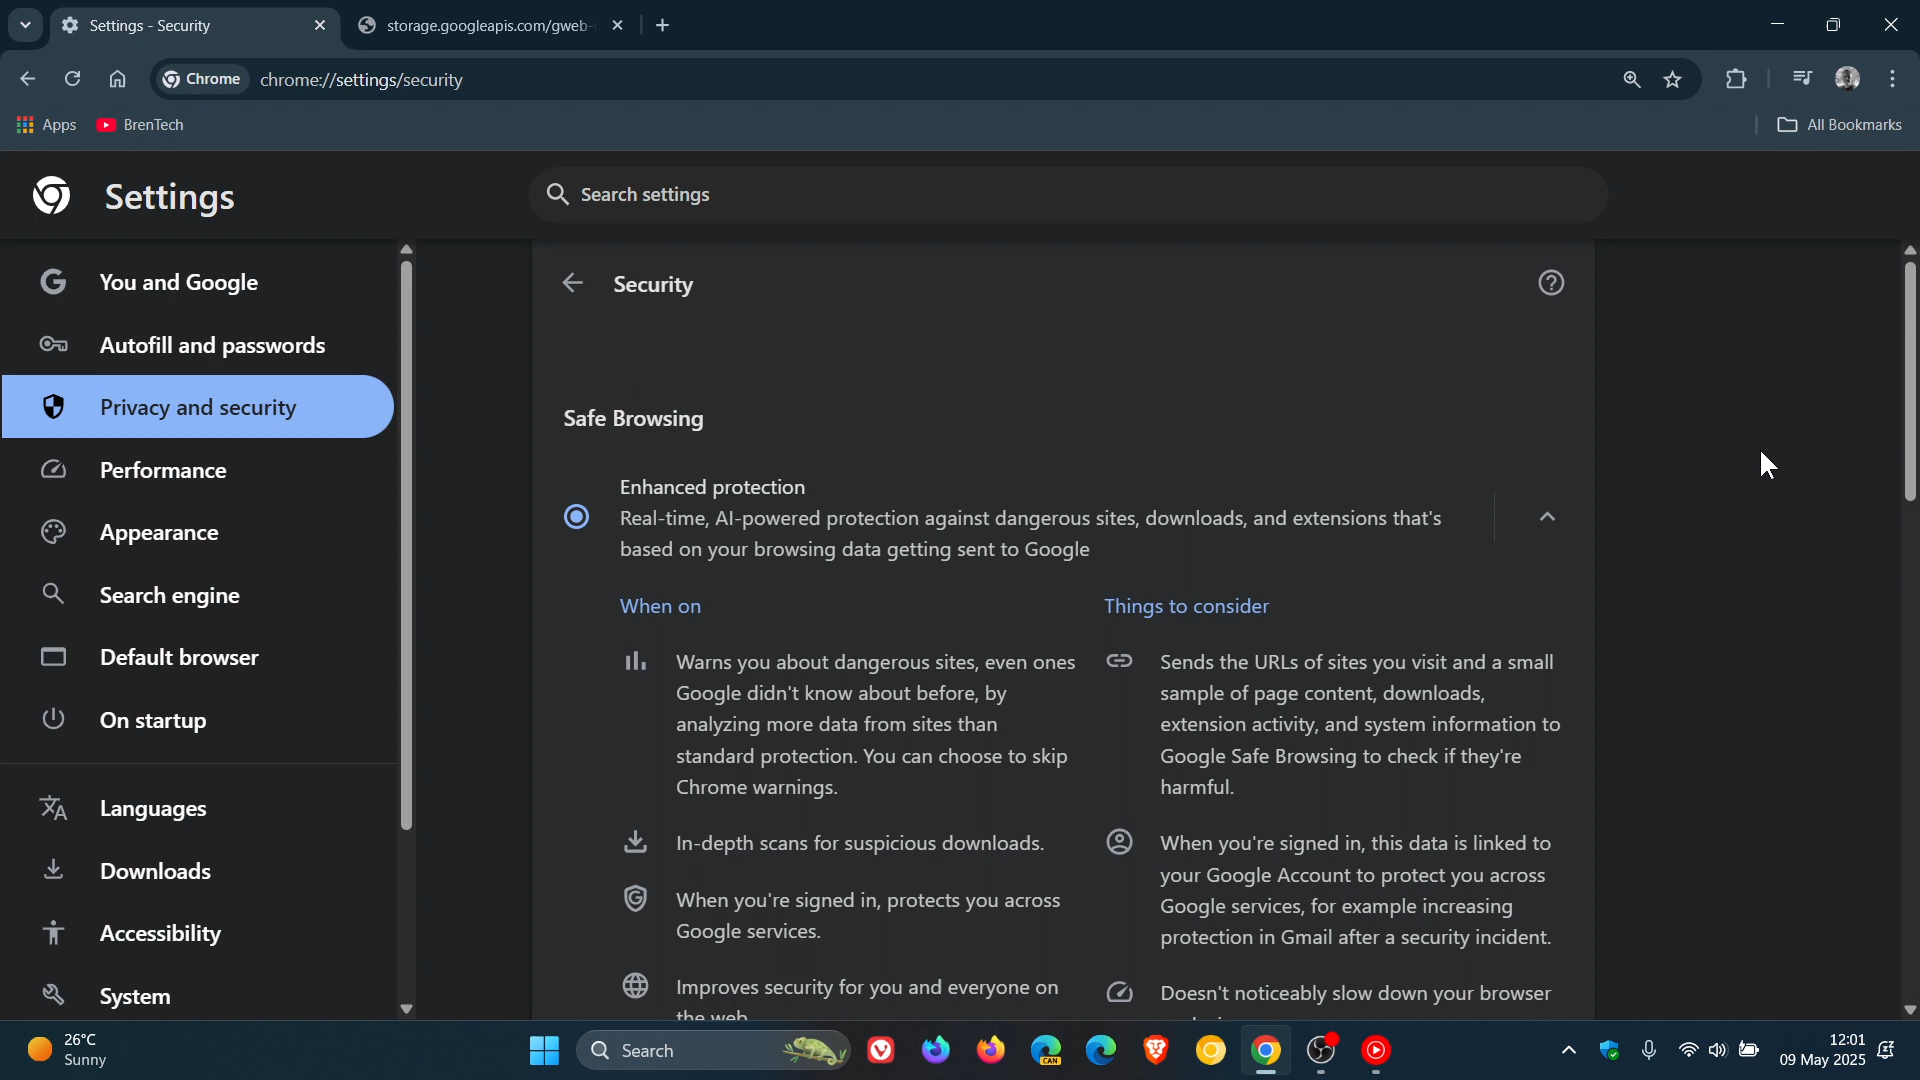 Settings - Security
storage.googleapis.com/gweb-
Chrome
chrome://settings/security
Apps
BrenTech
All Bookmarks
Settings
Search settings
You and Google
Autofill and passwords
Privacy and security
Performance
Appearance
Search engine
Default browser
On startup
Languages
Downloads
Accessibility
System
Security
Safe Browsing
Enhanced protection
Real-time, AI-powered protection against dangerous sites, downloads, and extensions that's
based on your browsing data getting sent to Google
When on
Warns you about dangerous sites, even ones
Google didn't know about before, by
analyzing more data from sites than
standard protection. You can choose to skip
Chrome warnings.
In-depth scans for suspicious downloads.
When you're signed in, protects you across
Google services.
Improves security for you and everyone on
the web.
Things to consider
Sends the URLs of sites you visit and a small
sample of page content, downloads,
extension activity, and system information to
Google Safe Browsing to check if they're
harmful.
When you're signed in, this data is linked to
your Google Account to protect you across
Google services, for example increasing
protection in Gmail after a security incident.
Doesn't noticeably slow down your browser
26°C
Sunny
Search
CAN
12:01
09 May 2025